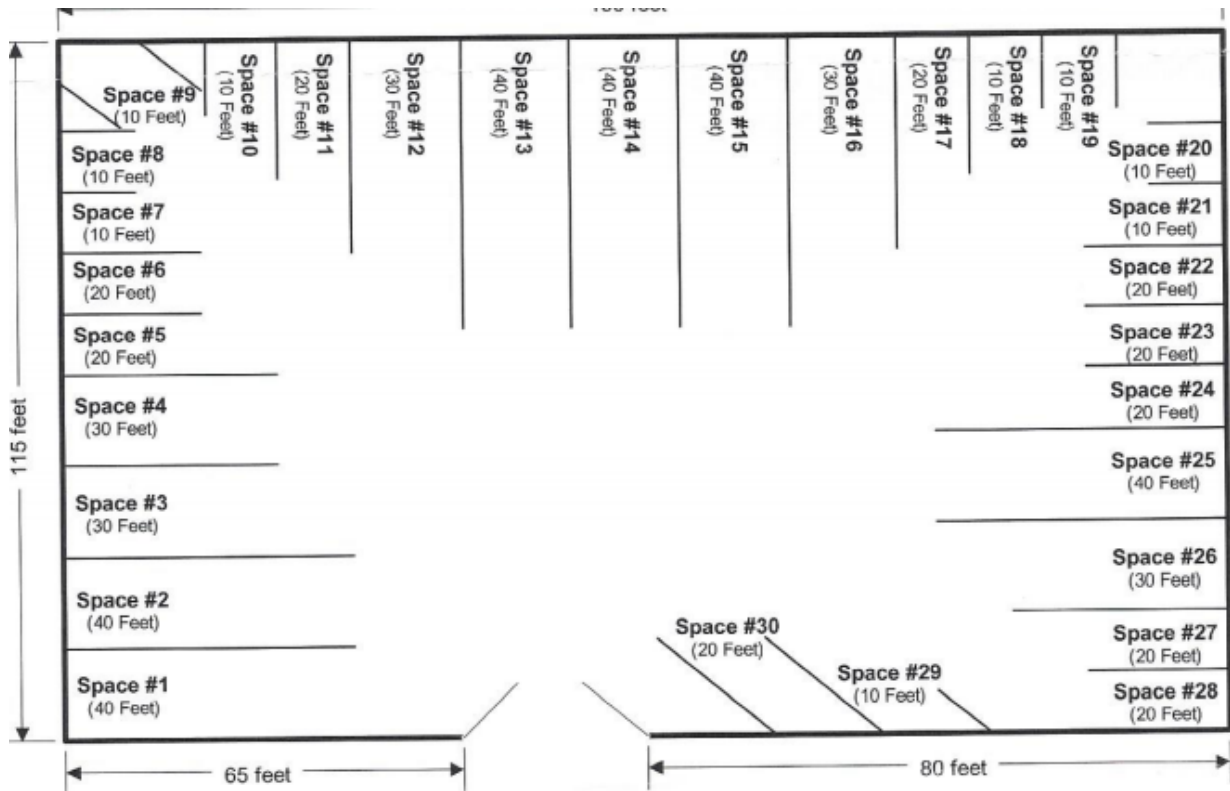 feet
Space #9
(10 Feet)
Space #10
(10 Feet)
Space #11
(20 Feet)
Space #12
(30 Feet)
Space #13
(40 Feet)
Space #14
(40 Feet)
Space #15
(40 Feet)
Space #16
(30 Feet)
Space #17
(20 Feet)
Space #18
(10 Feet)
Space #19
(10 Feet)
Space #8
(10 Feet)
Space #7
(10 Feet)
Space #6
(20 Feet)
Space #5
(20 Feet)
Space #4
(30 Feet)
Space #3
(30 Feet)
Space #2
(40 Feet)
Space #1
(40 Feet)
115 feet
Space #20
(10 Feet)
Space #21
(10 Feet)
Space #22
(20 Feet)
Space #23
(20 Feet)
Space #24
(20 Feet)
Space #25
(40 Feet)
Space #26
(30 Feet)
Space #27
(20 Feet)
Space #28
(20 Feet)
Space #30
(20 Feet)
Space #29
(10 Feet)
65 feet
80 feet